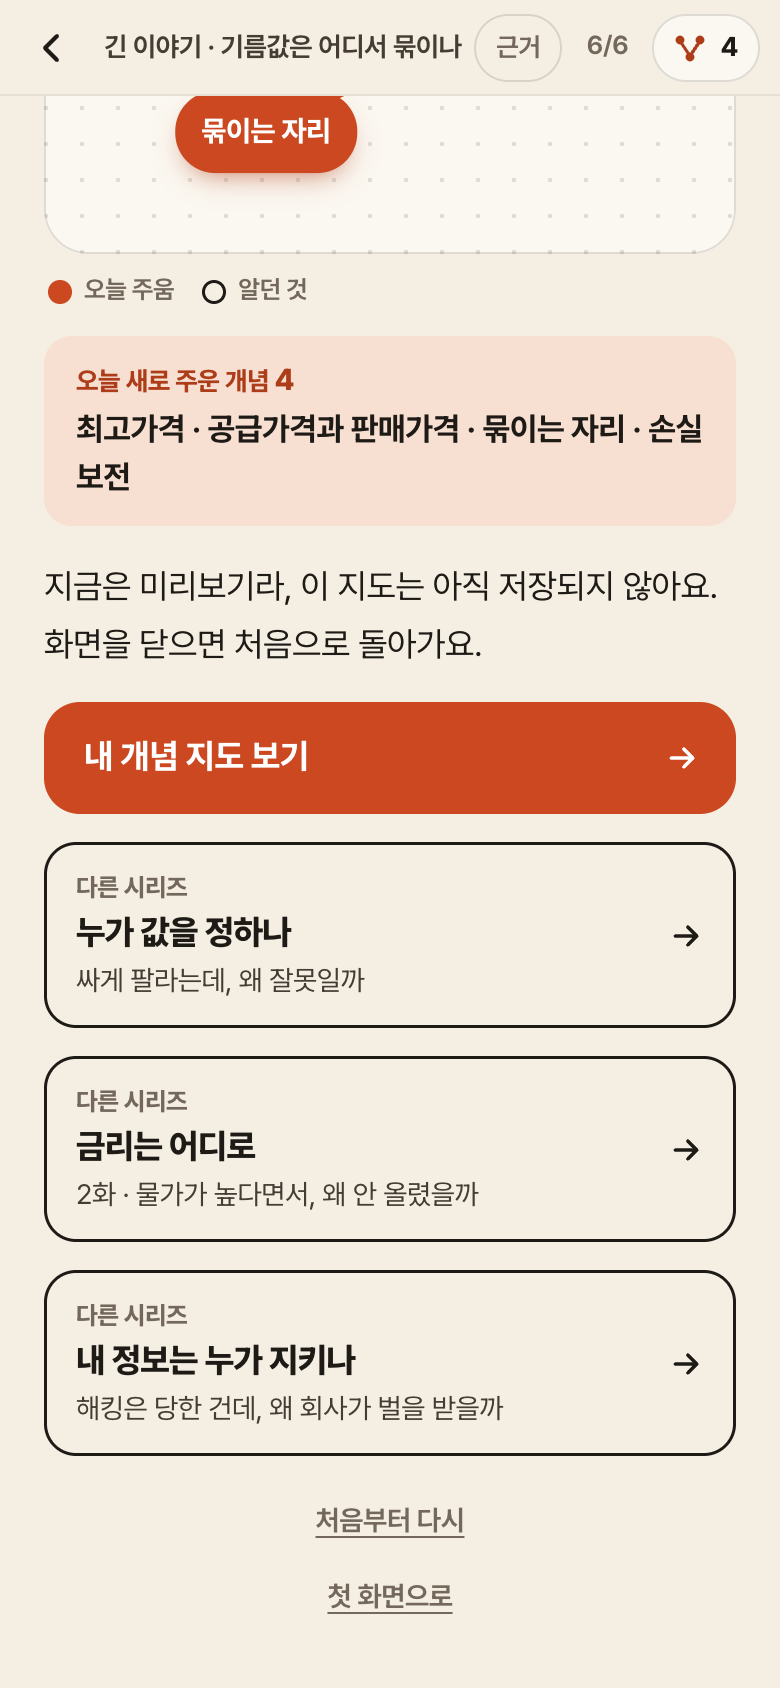 긴 이야기 · 기름값은 어디서 묶이나 근거 6/6 4
묶이는 자리
오늘 주움 알던 것
오늘 새로 주운 개념 4
최고가격 · 공급가격과 판매가격 · 묶이는 자리 · 손실
보전
지금은 미리보기라, 이 지도는 아직 저장되지 않아요.
화면을 닫으면 처음으로 돌아가요.
내 개념 지도 보기
다른 시리즈
누가 값을 정하나
싸게 팔라는데, 왜 잘못일까
다른 시리즈
금리는 어디로
2화 · 물가가 높다면서, 왜 안 올렸을까
다른 시리즈
내 정보는 누가 지키나
해킹은 당한 건데, 왜 회사가 벌을 받을까
처음부터 다시
첫 화면으로